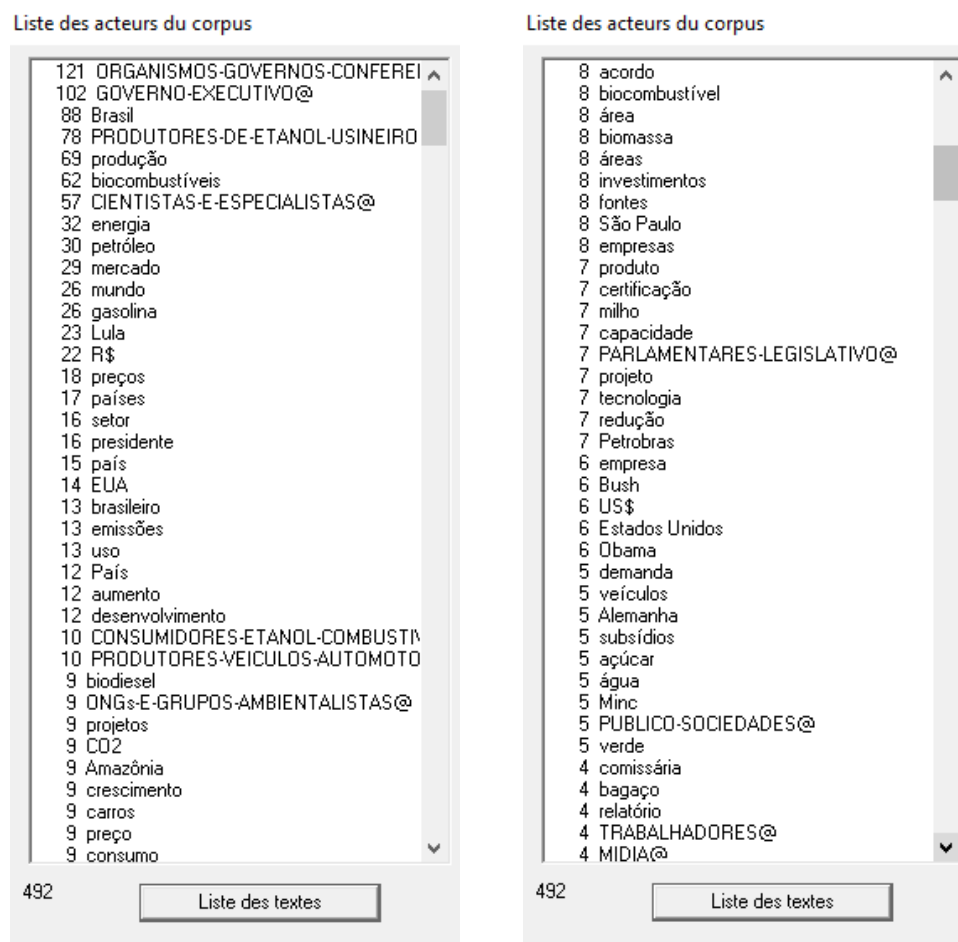 Liste des acteurs du corpus
121 ORGANISMOS-GOVERNOS-CONFEREI
102 GOVERNO-EXECUTIVO@
88 Brasil
78 PRODUTORES-DE-ETANOL-USINEIRO
69 produção
62 biocombustíveis
57 CIENTISTAS-E-ESPECIALISTAS@
32 energia
30 petróleo
29 mercado
26 mundo
26 gasolina
23 Lula
22 R$
18 preços
17 países
16 setor
16 presidente
15 país
14 EUA
13 brasileiro
13 emissões
13 uso
12 País
12 aumento
12 desenvolvimento
10 CONSUMIDORES-ETANOL-COMBUSTIV
10 PRODUTORES-VEICULOS-AUTOMOTO
9 biodiesel
9 ONGs-E-GRUPOS-AMBIENTALISTAS@
9 projetos
9 CO2
9 Amazônia
9 crescimento
9 carros
9 preço
9 consumo
492
Liste des textes
Liste des acteurs du corpus
8 acordo
8 biocombustível
8 área
8 biomassa
8 áreas
8 investimentos
8 fontes
8 São Paulo
8 empresas
7 produto
7 certificação
7 milho
7 capacidade
7 PARLAMENTARES-LEGISLATIVO@
7 projeto
7 tecnologia
7 redução
7 Petrobras
6 empresa
6 Bush
6 US$
6 Estados Unidos
6 Obama
5 demanda
5 veículos
5 Alemanha
5 subsídios
5 açúcar
5 água
5 Minc
5 PUBLICO-SOCIEDADES@
5 verde
4 comissária
4 bagaço
4 relatório
4 TRABALHADORES@
4 MIDIA@
492
Liste des textes